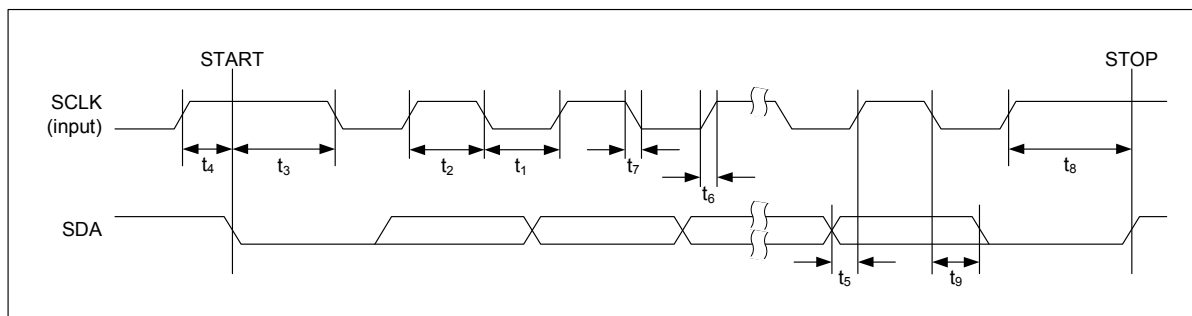 START
STOP
SCLK
(input)
t4
t3
t2
t1
t7
t6
t8
SDA
t5
t9